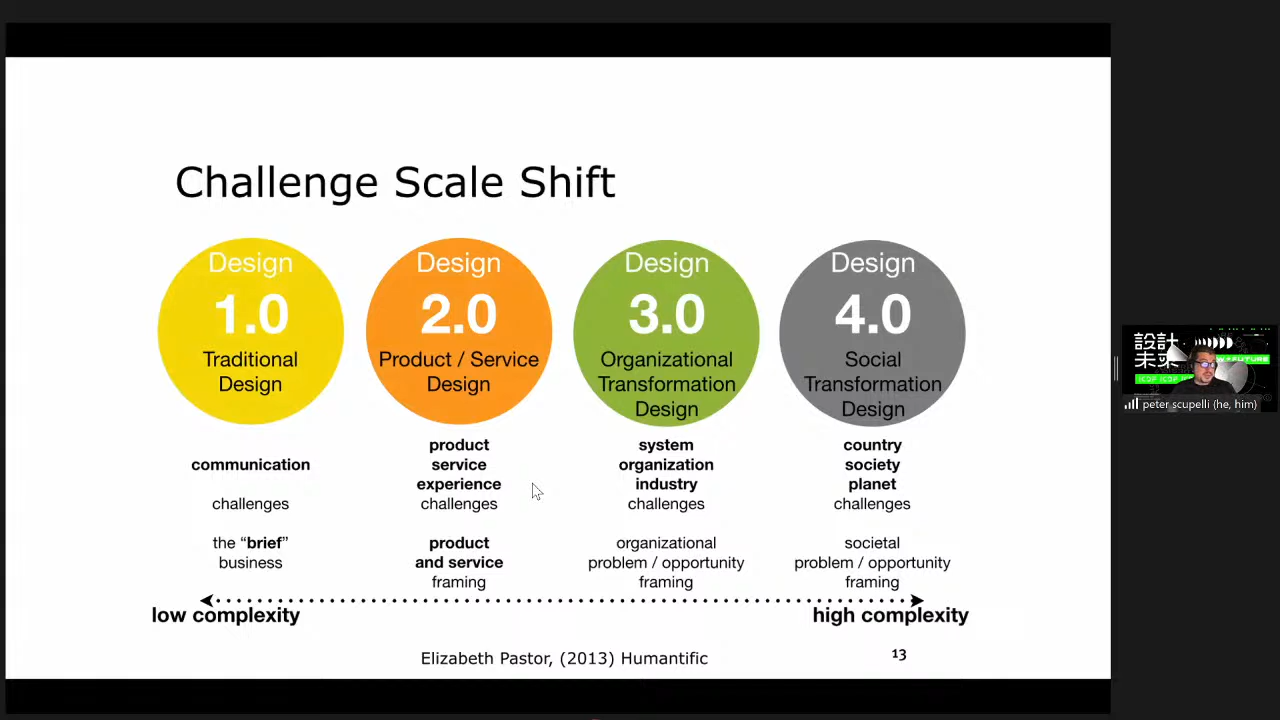 Challenge Scale Shift
Design
1.0
Traditional
Design
Design
2.0
Product / Service
Design
Design
3.0
Organizational
Transformation
Design
Design
4.0
Social
Transformation
Design
communication
challenges
the “brief”
business
product
service
experience
challenges
product
and service
framing
system
organization
industry
challenges
organizational
problem / opportunity
framing
country
society
planet
challenges
societal
problem / opportunity
framing
low complexity
high complexity
Elizabeth Pastor, (2013) Humantific
13
設計
未来
FUTURE
peter scupelli (he, him)